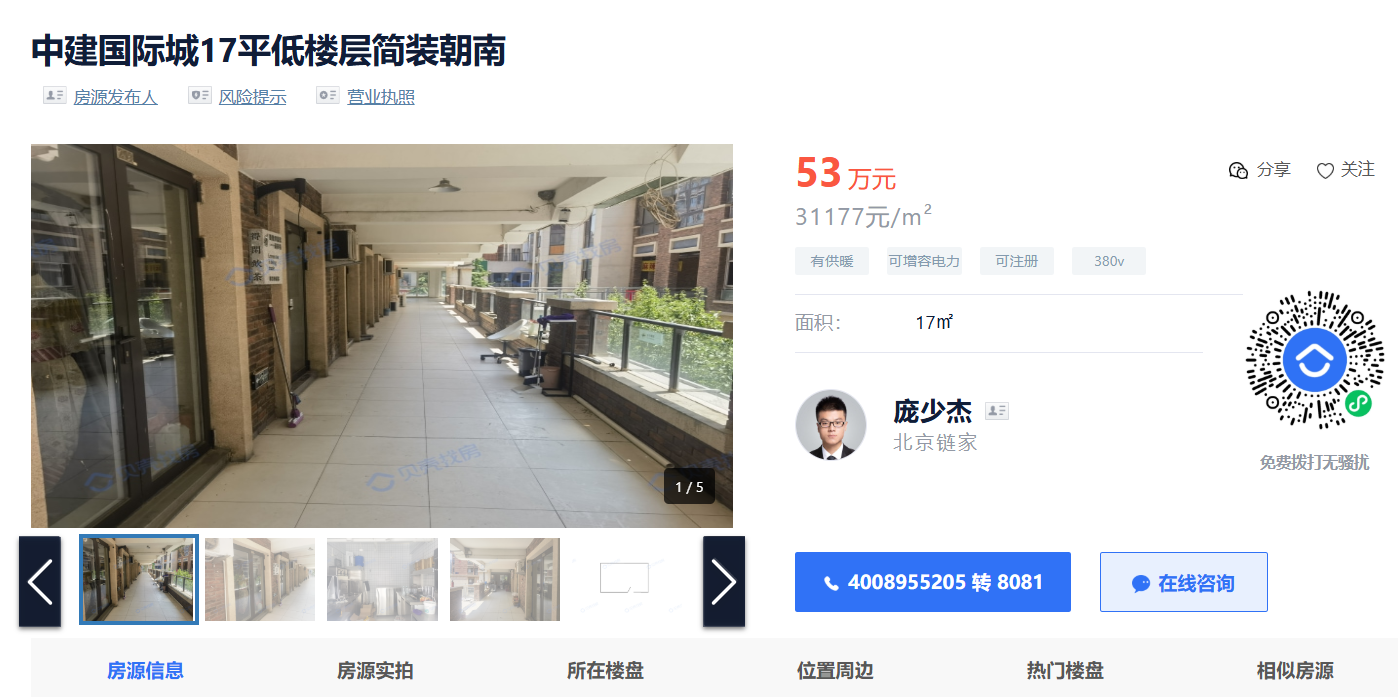 中建国际城17平低楼层简装朝南
房源发布人 风险提示 营业执照
53 万元
分享 关注
31177元/m²
有供暖 可增容电力 可注册 380v
面积： 17㎡
庞少杰
北京链家
免费拨打无骚扰
贝壳找房
1 / 5
4008955205 转 8081 在线咨询
房源信息 房源实拍 所在楼盘 位置周边 热门楼盘 相似房源